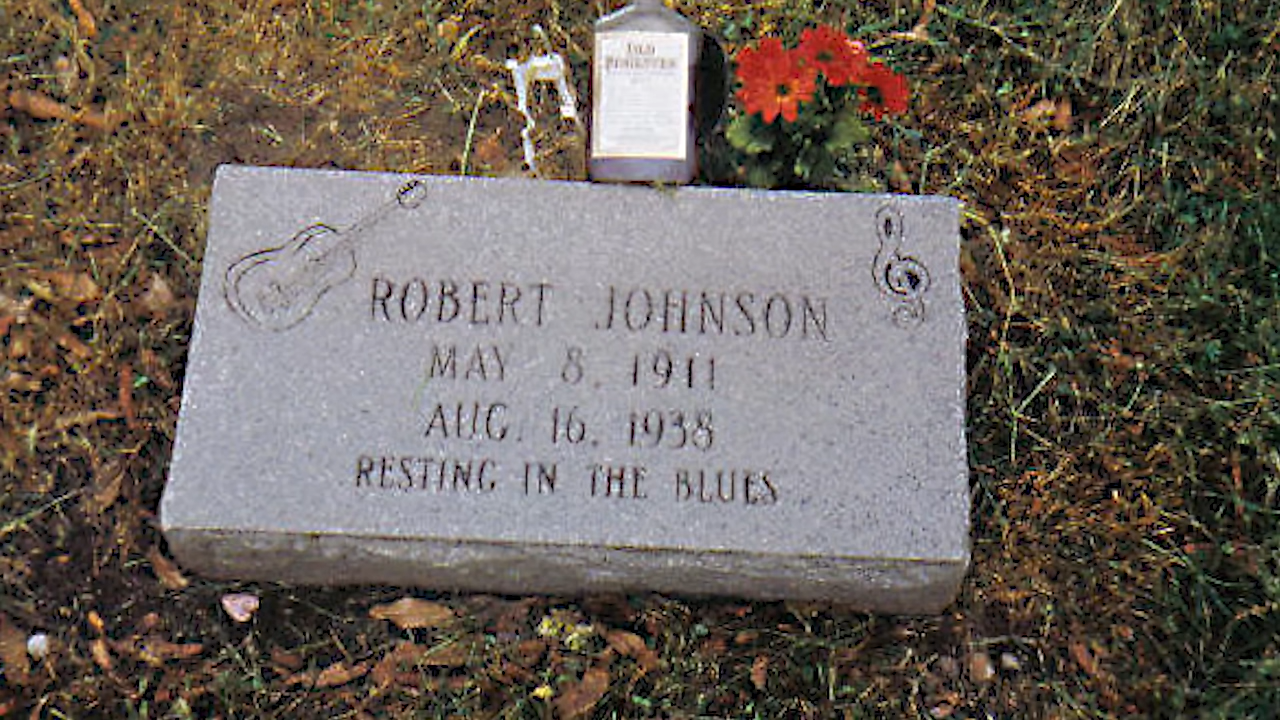 ROBERT JOHNSON
MAY 8, 1911
AUG. 16, 1938
RESTING IN THE BLUES